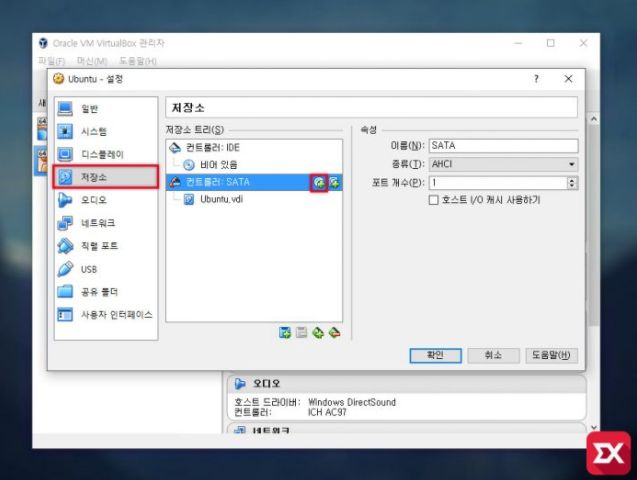 Oracle VM VirtualBox 관리자
파일(F) 머신(M) 도움말(H)
Ubuntu - 설정
? ×
새
일반
시스템
디스플레이
저장소
오디오
네트워크
직렬 포트
USB
공유 폴더
사용자 인터페이스
저장소
저장소 트리(S)
컨트롤러: IDE
비어 있음
컨트롤러: SATA
Ubuntu,vdi
속성
이름(N): SATA
종류(T): AHCI
포트 개수(P): 1
호스트 I/O 캐시 사용하기
확인 취소 도움말(H)
오디오
호스트 드라이버: Windows DirectSound
컨트롤러: ICH AC97
네트워크